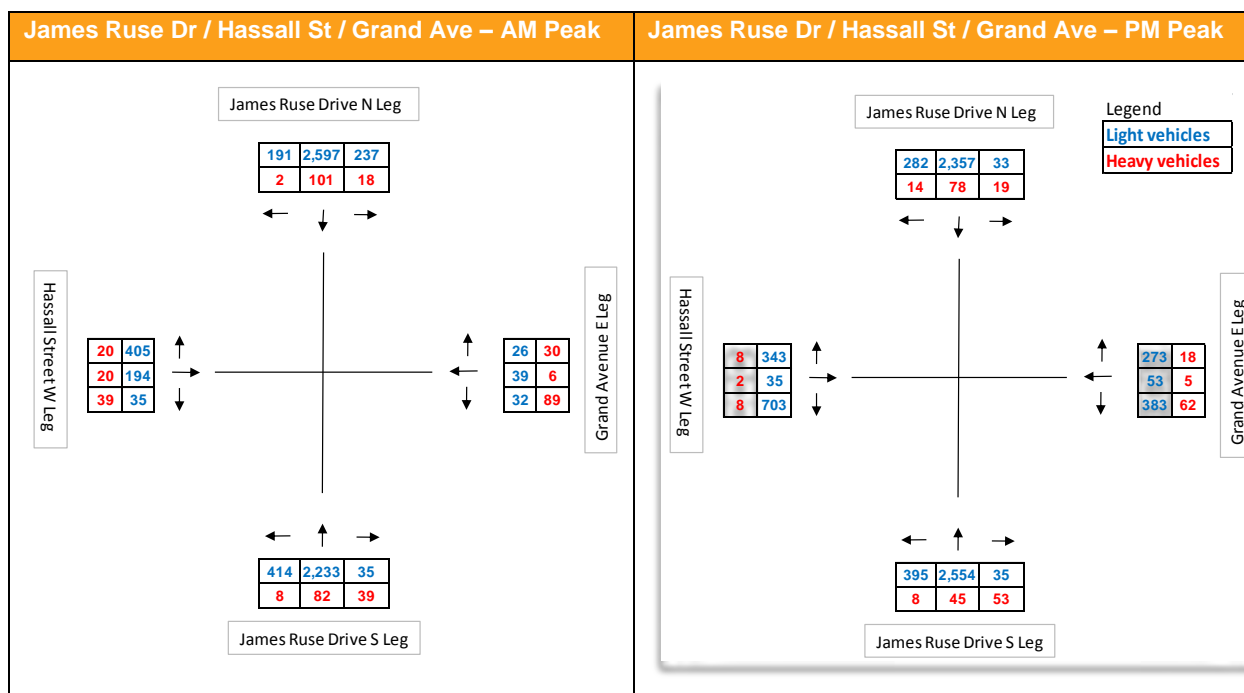 James Ruse Dr / Hassall St / Grand Ave – AM Peak
James Ruse Drive N Leg
191 2,597 237
2 101 18
Hassall Street W Leg
20 405
20 194
39 35
26 30
39 6
32 89
Grand Avenue E Leg
414 2,233 35
8 82 39
James Ruse Drive S Leg
James Ruse Dr / Hassall St / Grand Ave – PM Peak
James Ruse Drive N Leg
Legend
Light vehicles
Heavy vehicles
282 2,357 33
14 78 19
Hassall Street W Leg
8 343
2 35
8 703
273 18
53 5
383 62
Grand Avenue E Leg
395 2,554 35
8 45 53
James Ruse Drive S Leg